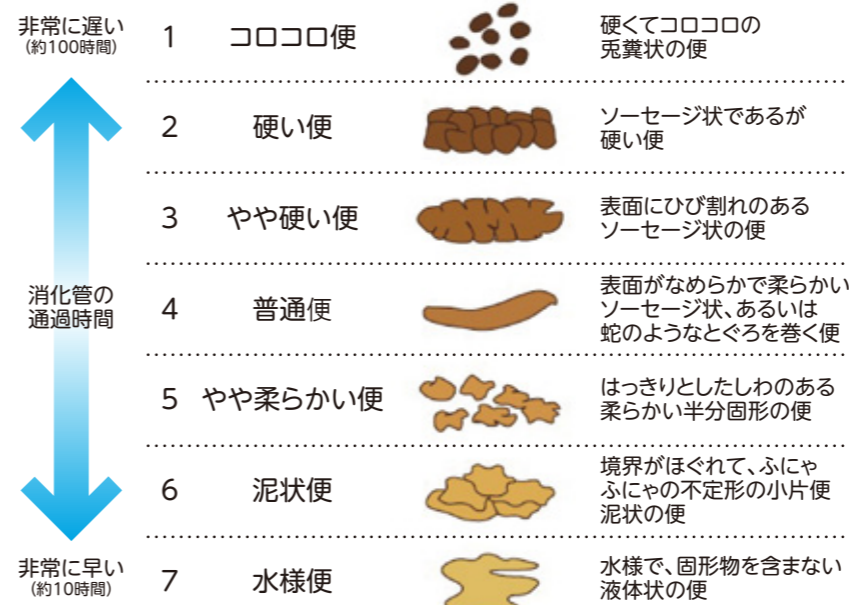 非常に遅い
(約100時間)
1 コロコロ便
硬くてコロコロの
兎糞状の便
2 硬い便
ソーセージ状であるが
硬い便
3 やや硬い便
表面にひび割れのある
ソーセージ状の便
消化管の
通過時間
4 普通便
表面がなめらかで柔らかい
ソーセージ状、あるいは
蛇のようなとぐろを巻く便
5 やや柔らかい便
はっきりとしたしわのある
柔らかい半分固形の便
6 泥状便
境界がほぐれて、ふにゃ
ふにゃの不定形の小片便
泥状の便
非常に早い
(約10時間)
7 水様便
水様で、固形物を含まない
液体状の便